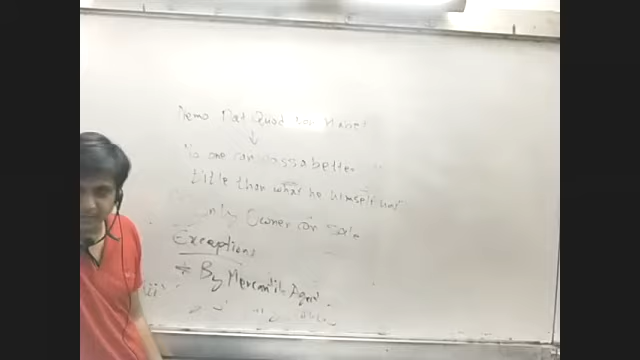 Nemo Dat Quod Non Habet
↓
one can pass a better
title than what he himself has"
Only Owner can Sale
Exceptions
* By Mercantile Agent